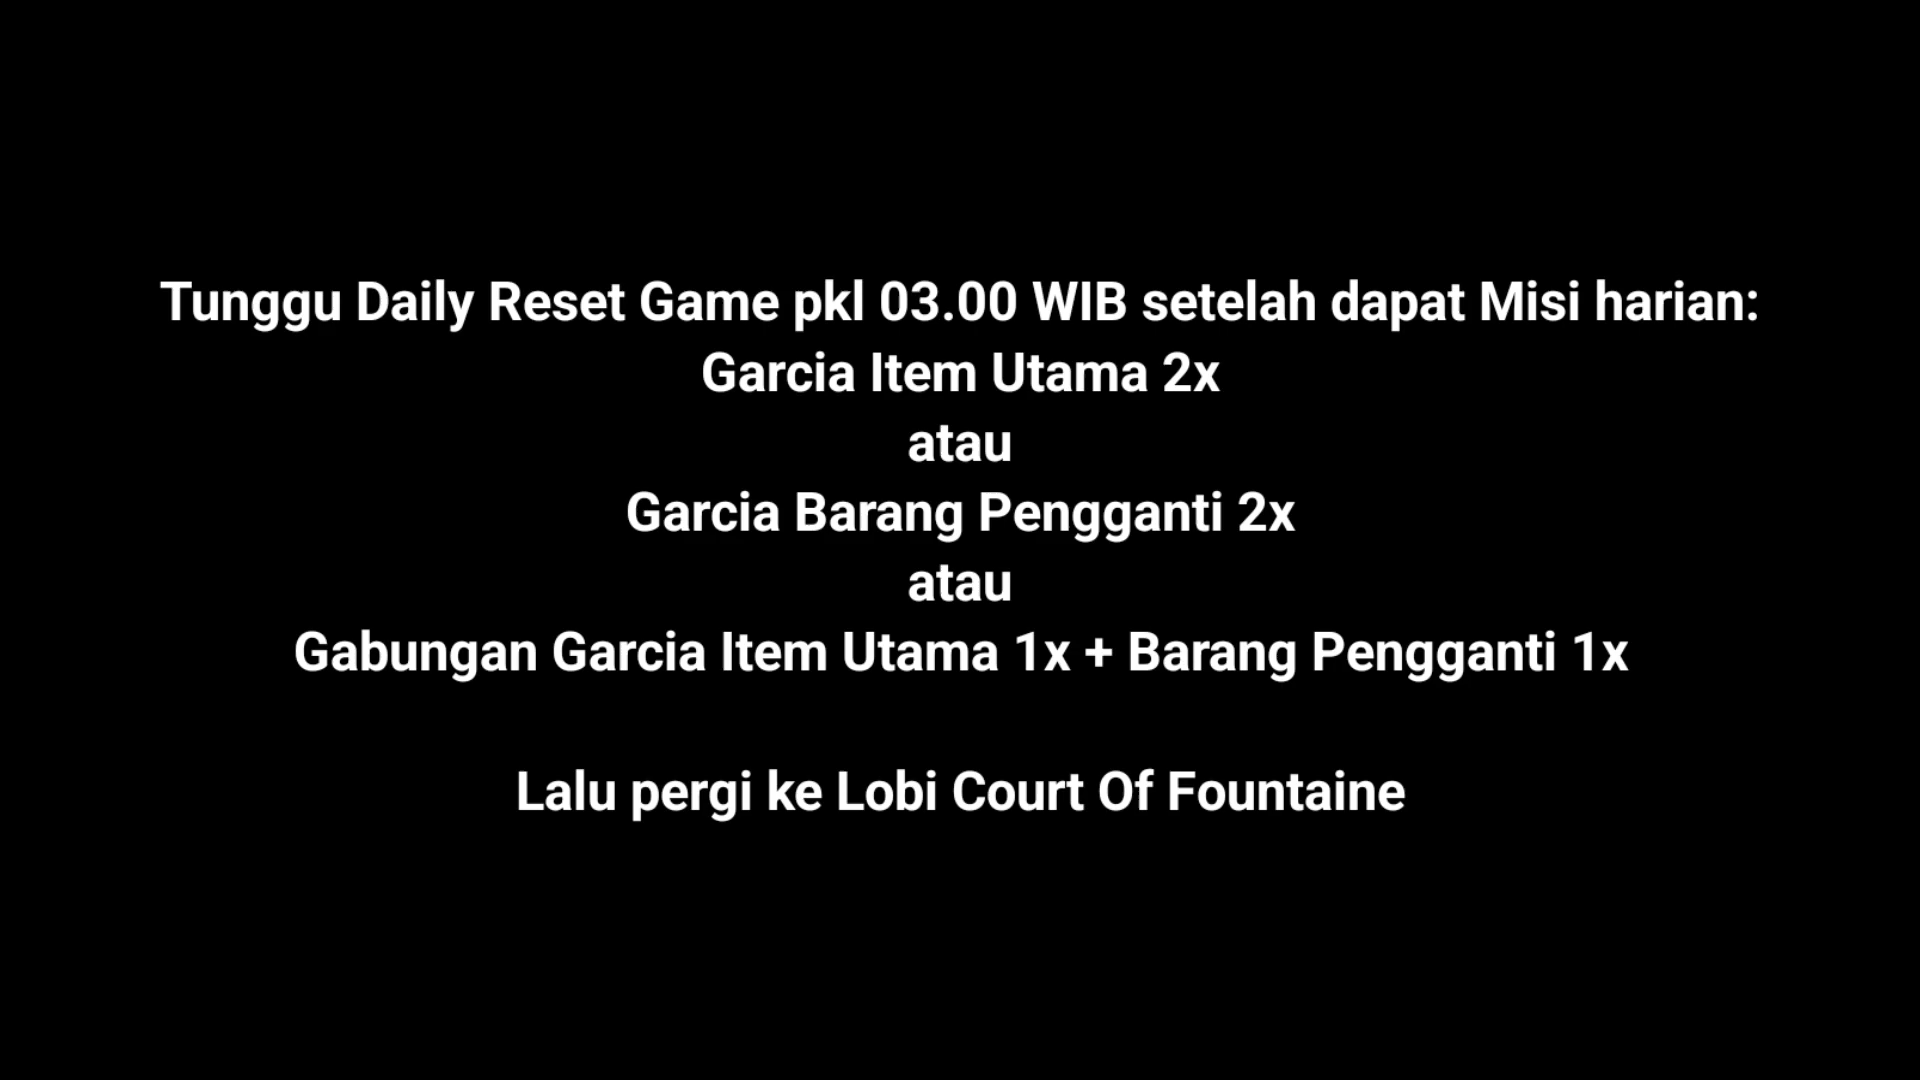 Tunggu Daily Reset Game pkl 03.00 WIB setelah dapat Misi harian:
Garcia Item Utama 2x
atau
Garcia Barang Pengganti 2x
atau
Gabungan Garcia Item Utama 1x + Barang Pengganti 1x
Lalu pergi ke Lobi Court Of Fountaine